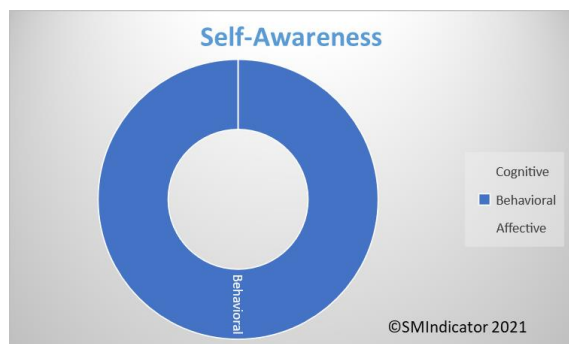 Self-Awareness
Cognitive
Behavioral
Affective
Behavioral
©SMIndicator 2021